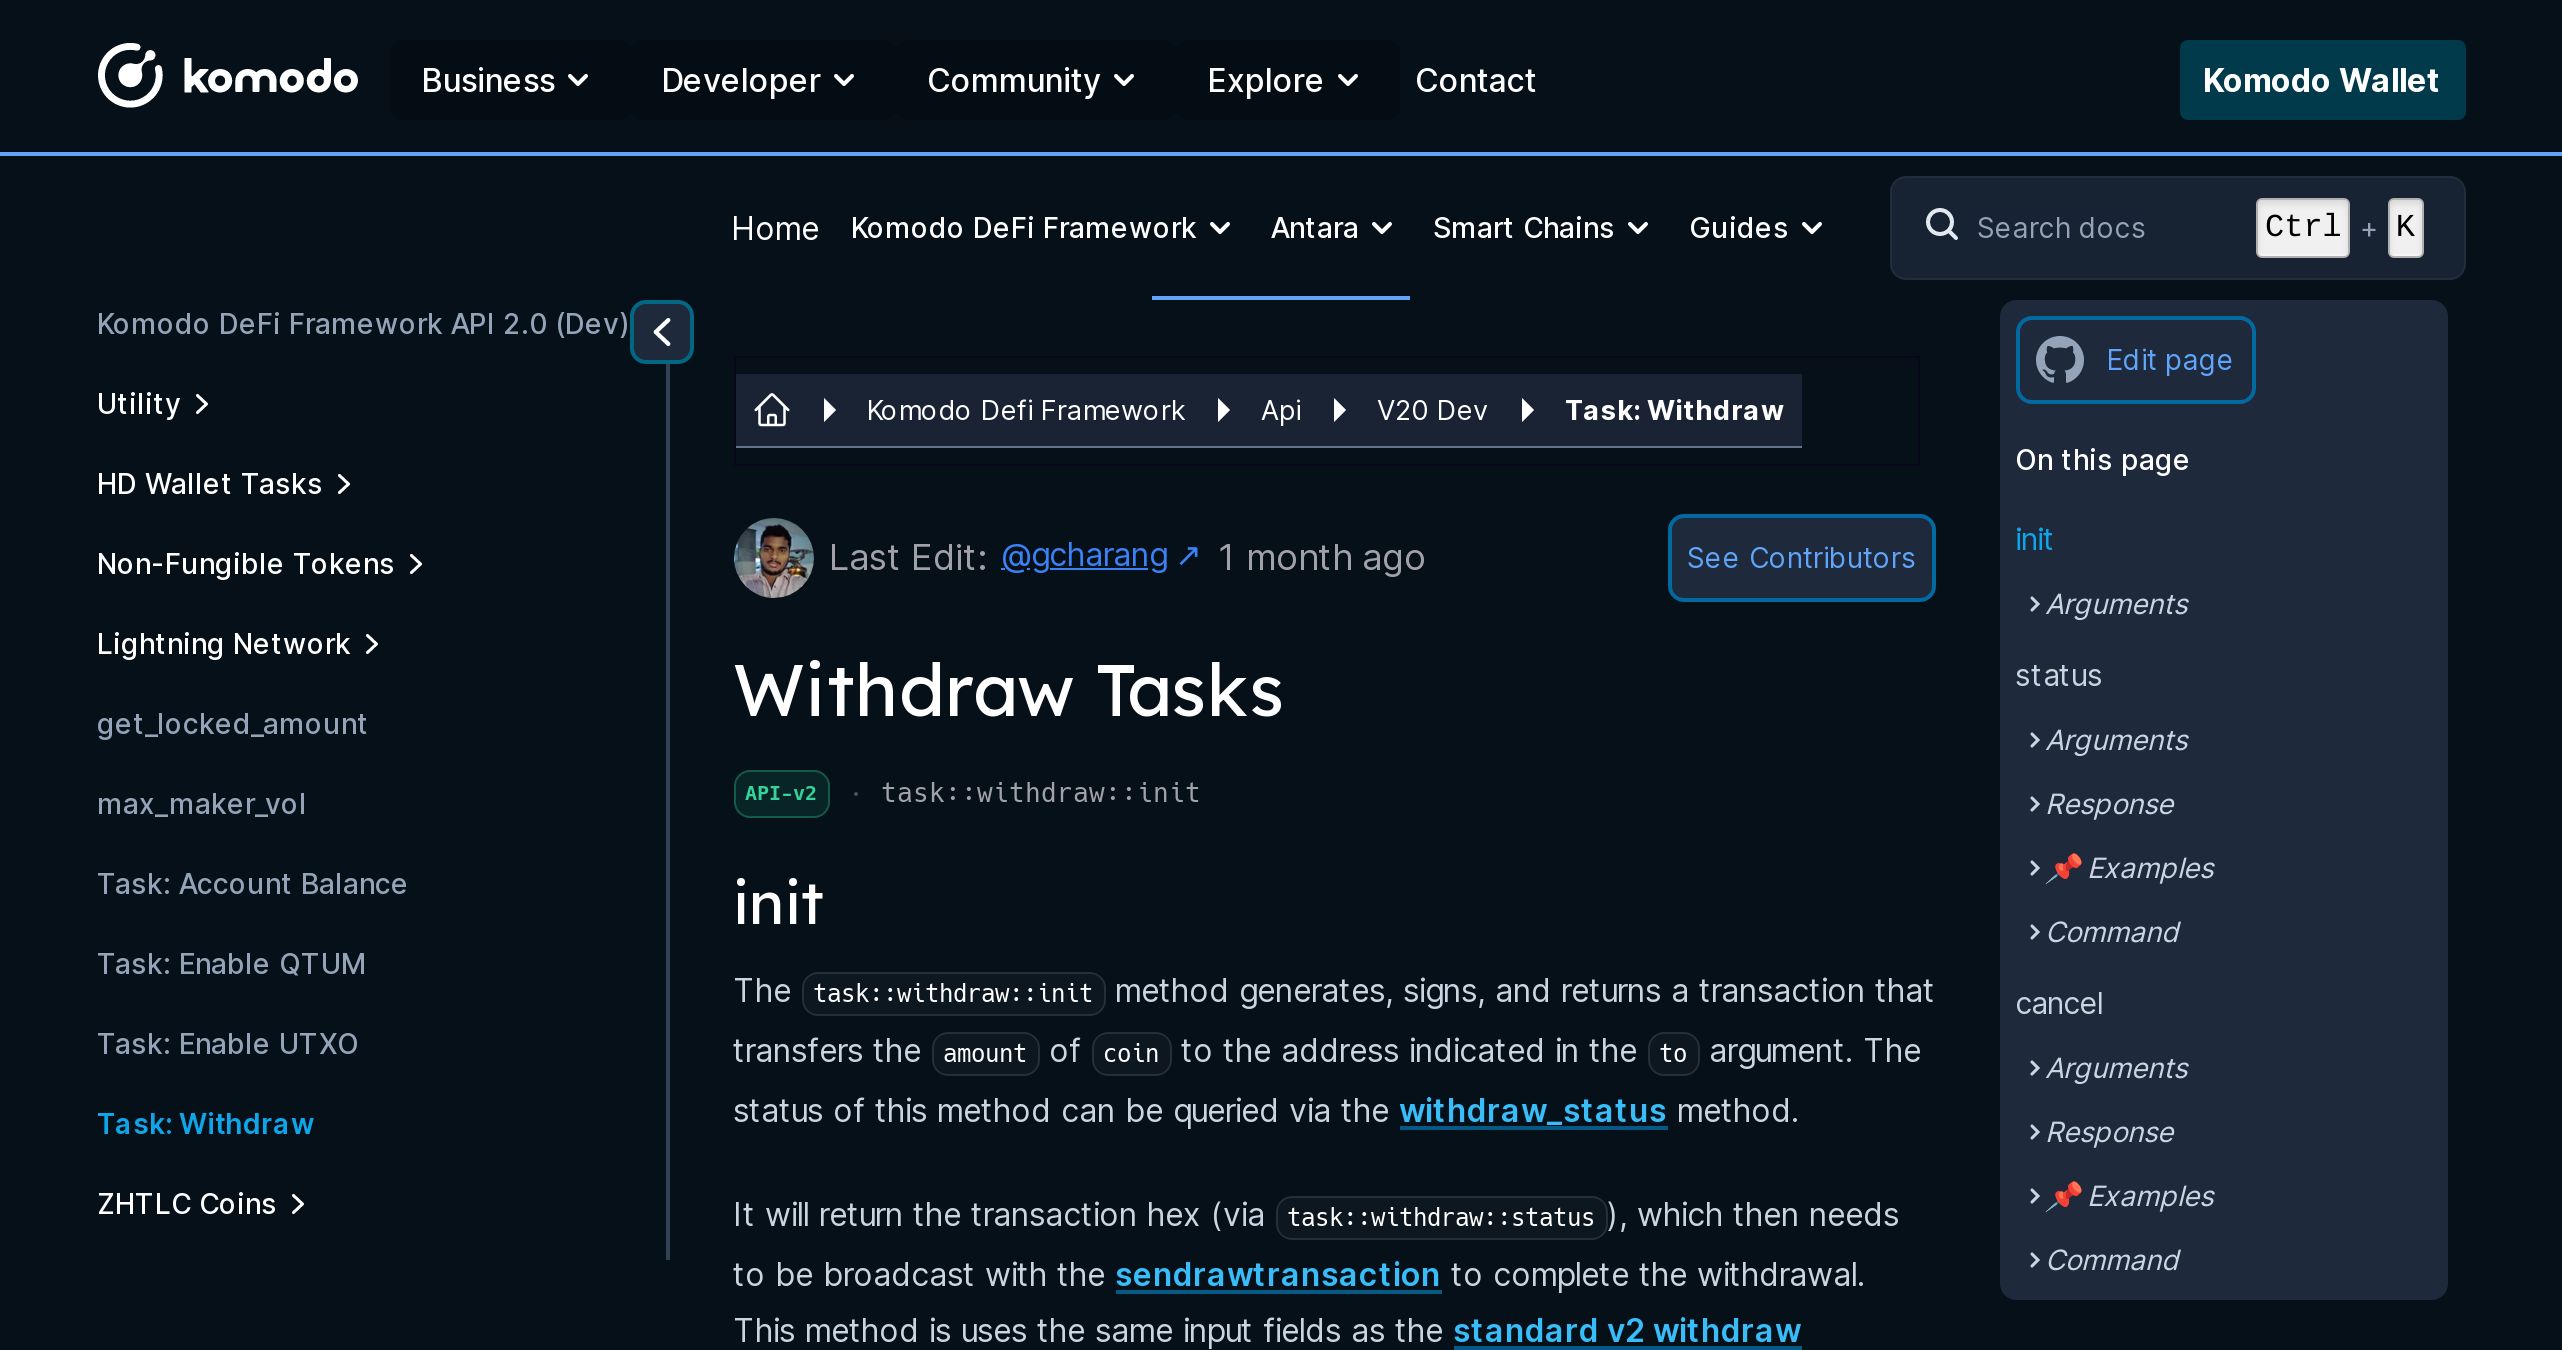 komodo
Business
Developer
Community
Explore
Contact
Komodo Wallet
Home
Komodo DeFi Framework
Antara
Smart Chains
Guides
Search docs
Ctrl + K
Komodo DeFi Framework API 2.0 (Dev)
Utility
HD Wallet Tasks
Non-Fungible Tokens
Lightning Network
get_locked_amount
max_maker_vol
Task: Account Balance
Task: Enable QTUM
Task: Enable UTXO
Task: Withdraw
ZHTLC Coins
Komodo Defi Framework
Api
V20 Dev
Task: Withdraw
Last Edit: @gcharang ↗ 1 month ago
See Contributors
Withdraw Tasks
API-v2 · task::withdraw::init
init
The task::withdraw::init method generates, signs, and returns a transaction that
transfers the amount of coin to the address indicated in the to argument. The
status of this method can be queried via the withdraw_status method.
It will return the transaction hex (via task::withdraw::status), which then needs
to be broadcast with the sendrawtransaction to complete the withdrawal.
This method is uses the same input fields as the standard v2 withdraw
Edit page
On this page
init
Arguments
status
Arguments
Response
📌 Examples
Command
cancel
Arguments
Response
📌 Examples
Command